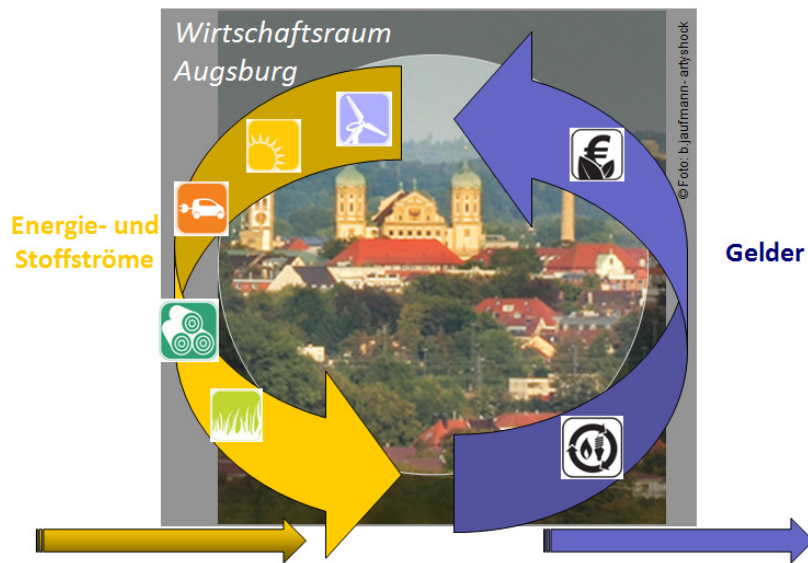 Wirtschaftsraum
Augsburg
© Foto: b.jaufmann- artyshock
Energie- und
Stoffströme
Gelder
€